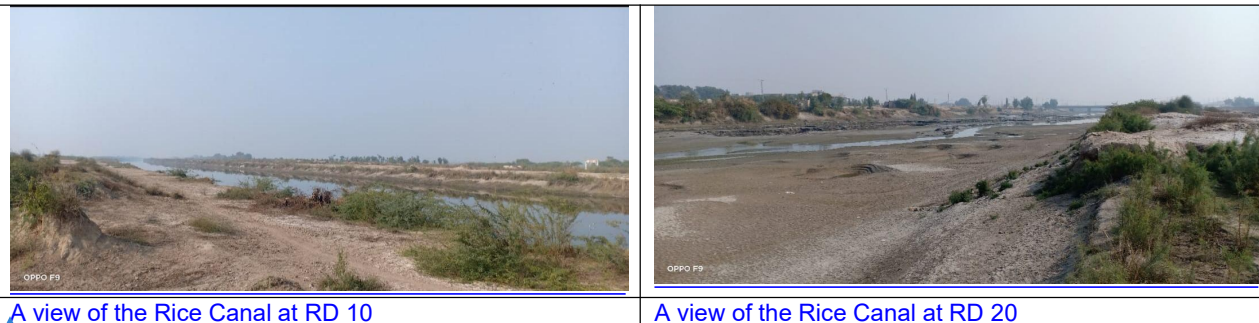 OPPO F9
OPPO F9
A view of the Rice Canal at RD 10
A view of the Rice Canal at RD 20